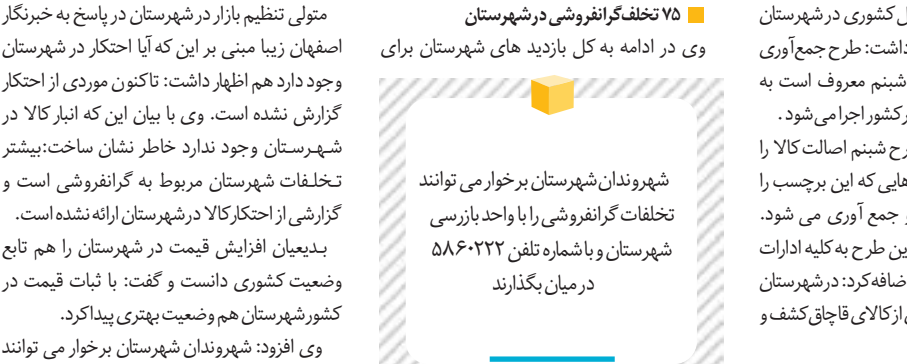 ل کشوری در شهرستان
داشت: طرح جمع‌آوری
شبنم معروف است به
ر کشور اجرا می‌شود .
رح شبنم اصالت کالا را
هایی که این برچسب را
و جمع آوری می شود.
ین طرح به کلیه ادارات
ضافه کرد: در شهرستان
ی از کالای قاچاق کشف و
۷۵ تخلف گرانفروشی در شهرستان
وی در ادامه به کل بازدید های شهرستان برای
شهروندان شهرستان برخوار می توانند
تخلفات گرانفروشی را با واحد بازرسی
شهرستان و با شماره تلفن ۵۸۶۰۲۲۲
در میان بگذارند
متولی تنظیم بازار در شهرستان در پاسخ به خبرنگار
اصفهان زیبا مبنی بر این که آیا احتکار در شهرستان
وجود دارد هم اظهار داشت: تاکنون موردی از احتکار
گزارش نشده است. وی با بیان این که انبار کالا در
شهرستان وجود ندارد خاطر نشان ساخت:بیشتر
تخلفات شهرستان مربوط به گرانفروشی است و
گزارشی از احتکار کالا در شهرستان ارائه نشده است.
بدیعیان افزایش قیمت در شهرستان را هم تابع
وضعیت کشوری دانست و گفت: با ثبات قیمت در
کشور شهرستان هم وضعیت بهتری پیدا کرد.
وی افزود: شهروندان شهرستان برخوار می توانند